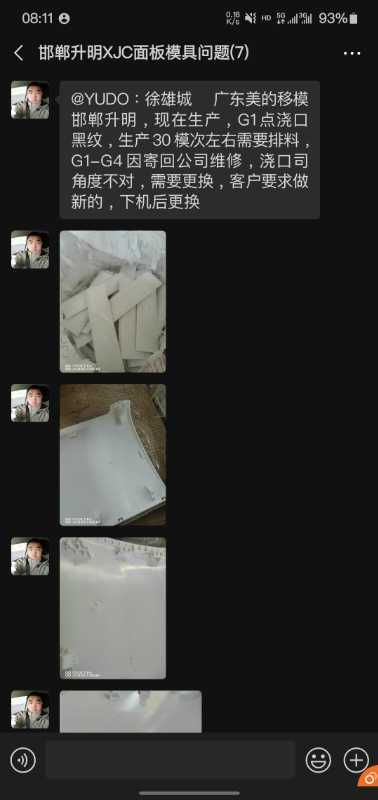 08:11
0.16
K/s
HD
5G
93%
邯郸升明XJC面板模具问题(7)
@YUDO：徐雄城 广东美的移模
邯郸升明，现在生产，G1点浇口
黑纹，生产30模次左右需要排料，
G1-G4因寄回公司维修，浇口司
角度不对，需要更换，客户要求做
新的，下机后更换